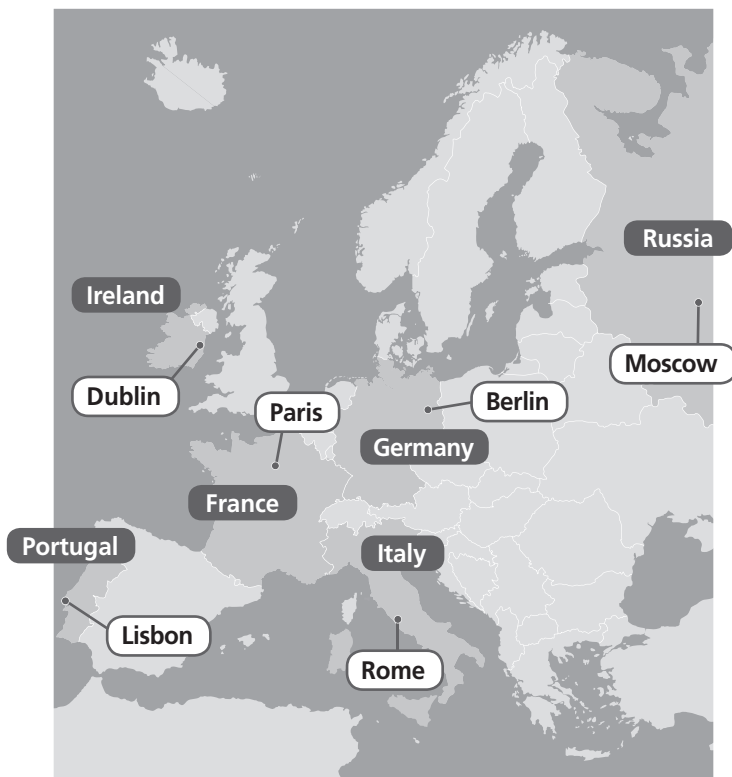 Russia
Ireland
Moscow
Dublin
Paris
Berlin
Germany
France
Portugal
Italy
Lisbon
Rome